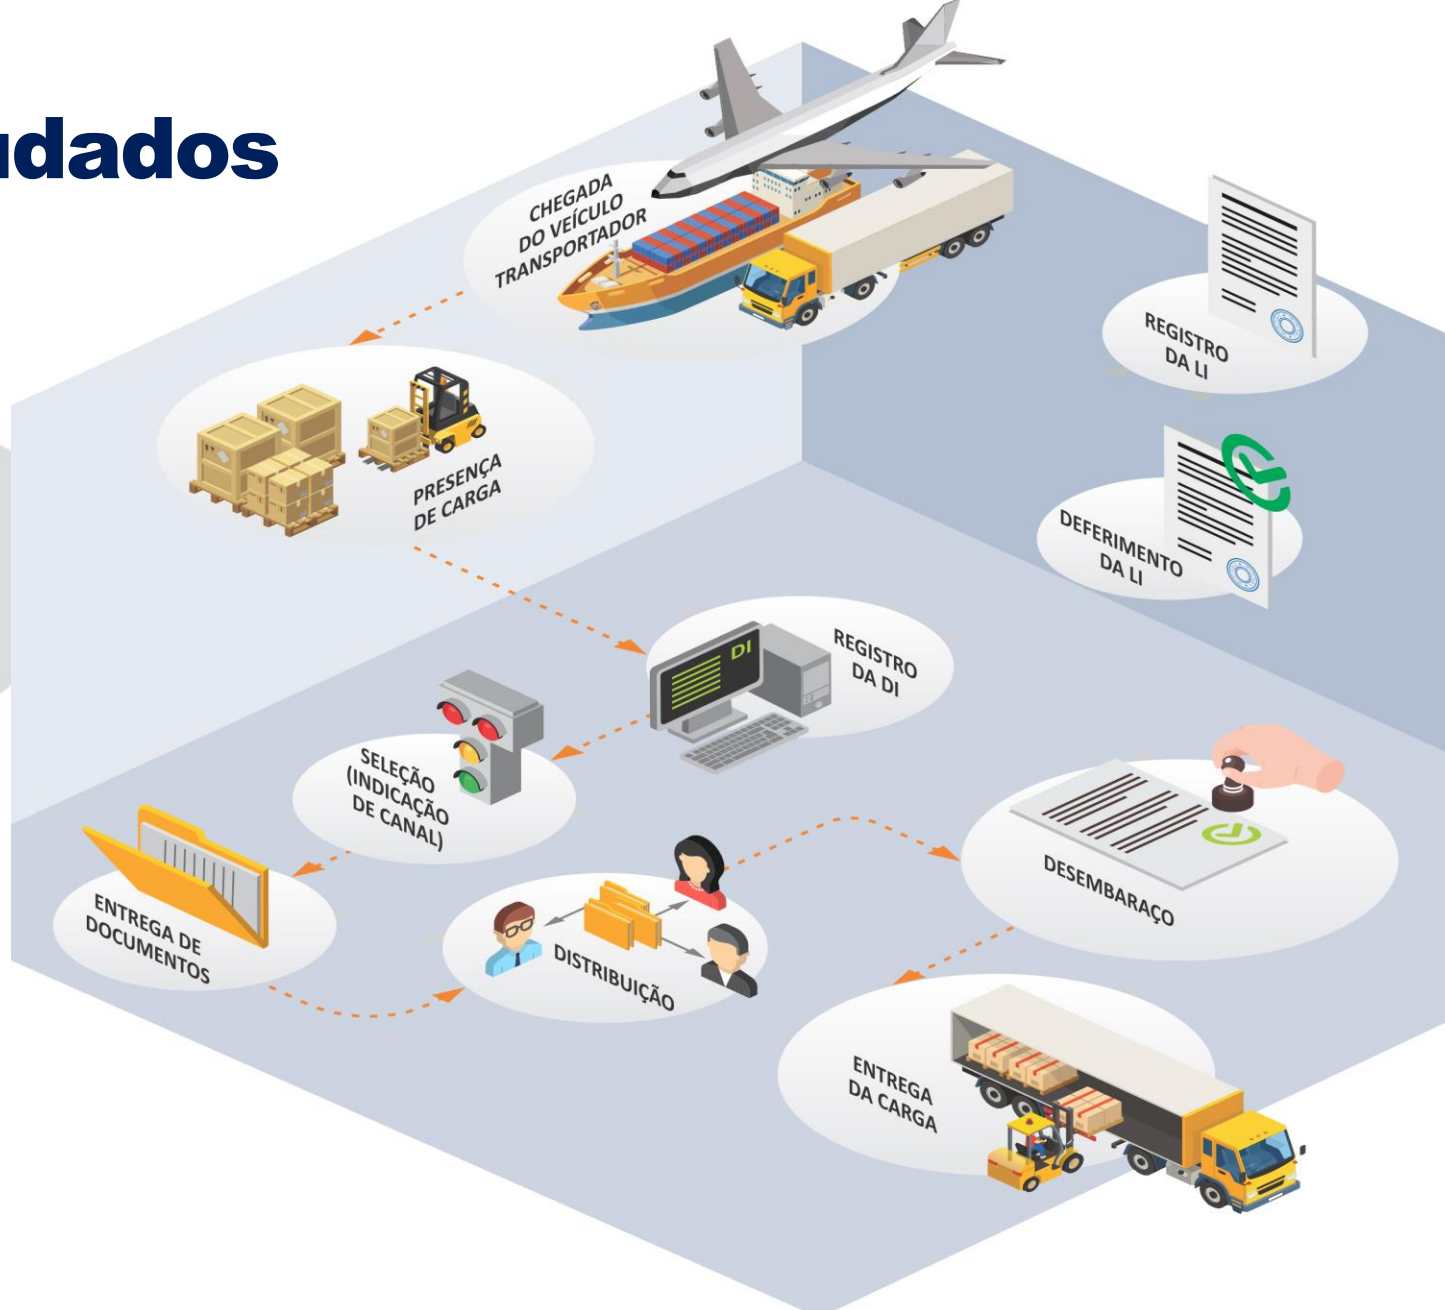 udados
CHEGADA
DO VEÍCULO
TRANSPORTADOR
REGISTRO
DA LI
PRESENÇA
DE CARGA
DEFERIMENTO
DA LI
DI
REGISTRO
DA DI
SELEÇÃO
(INDICAÇÃO
DE CANAL)
DESEMBARAÇO
ENTREGA DE
DOCUMENTOS
DISTRIBUIÇÃO
ENTREGA
DA CARGA